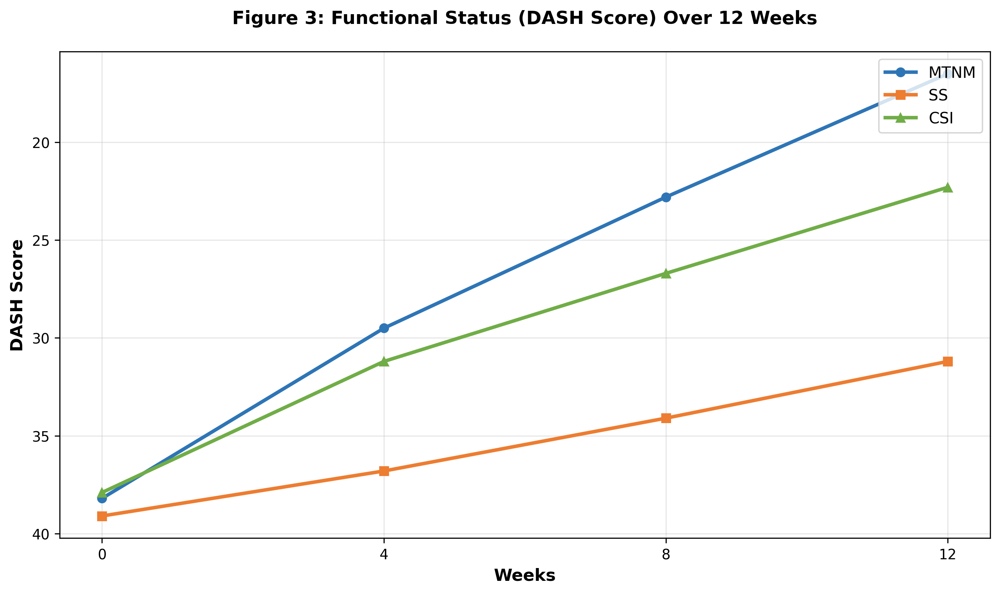 Figure 3: Functional Status (DASH Score) Over 12 Weeks
MTNM
SS
CSI
DASH Score
20
25
30
35
40
0 4 8 12
Weeks